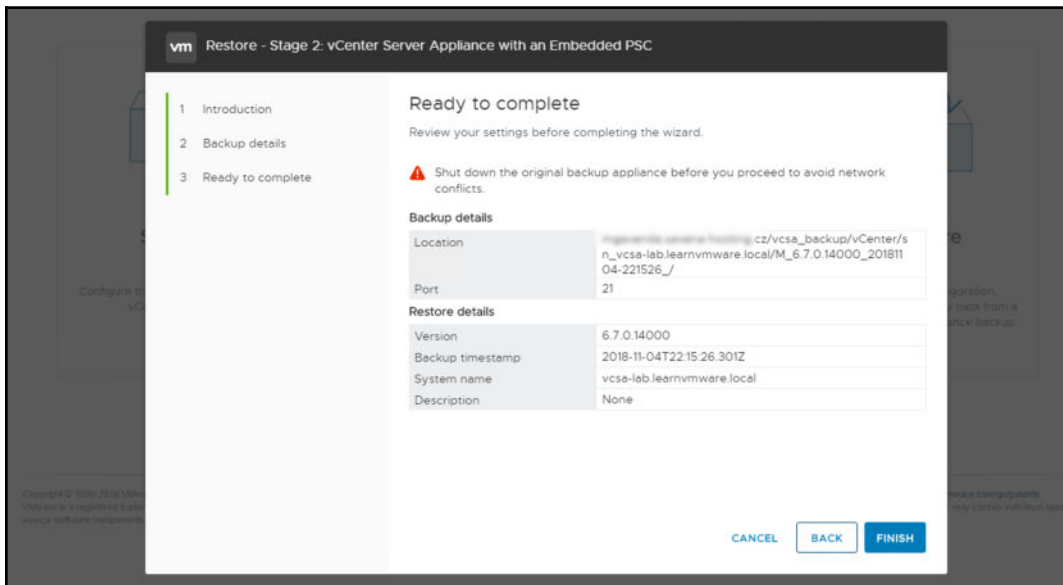 vm Restore - Stage 2: vCenter Server Appliance with an Embedded PSC
1 Introduction
2 Backup details
3 Ready to complete
Ready to complete
Review your settings before completing the wizard.
Shut down the original backup appliance before you proceed to avoid network
conflicts.
Backup details
Location
.cz/vcsa_backup/vCenter/s
n_vcsa-lab.learnvmware.local/M_6.7.0.14000_201811
04-221526_/
Port 21
Restore details
Version 6.7.0.14000
Backup timestamp 2018-11-04T22:15:26.301Z
System name vcsa-lab.learnvmware.local
Description None
CANCEL BACK FINISH